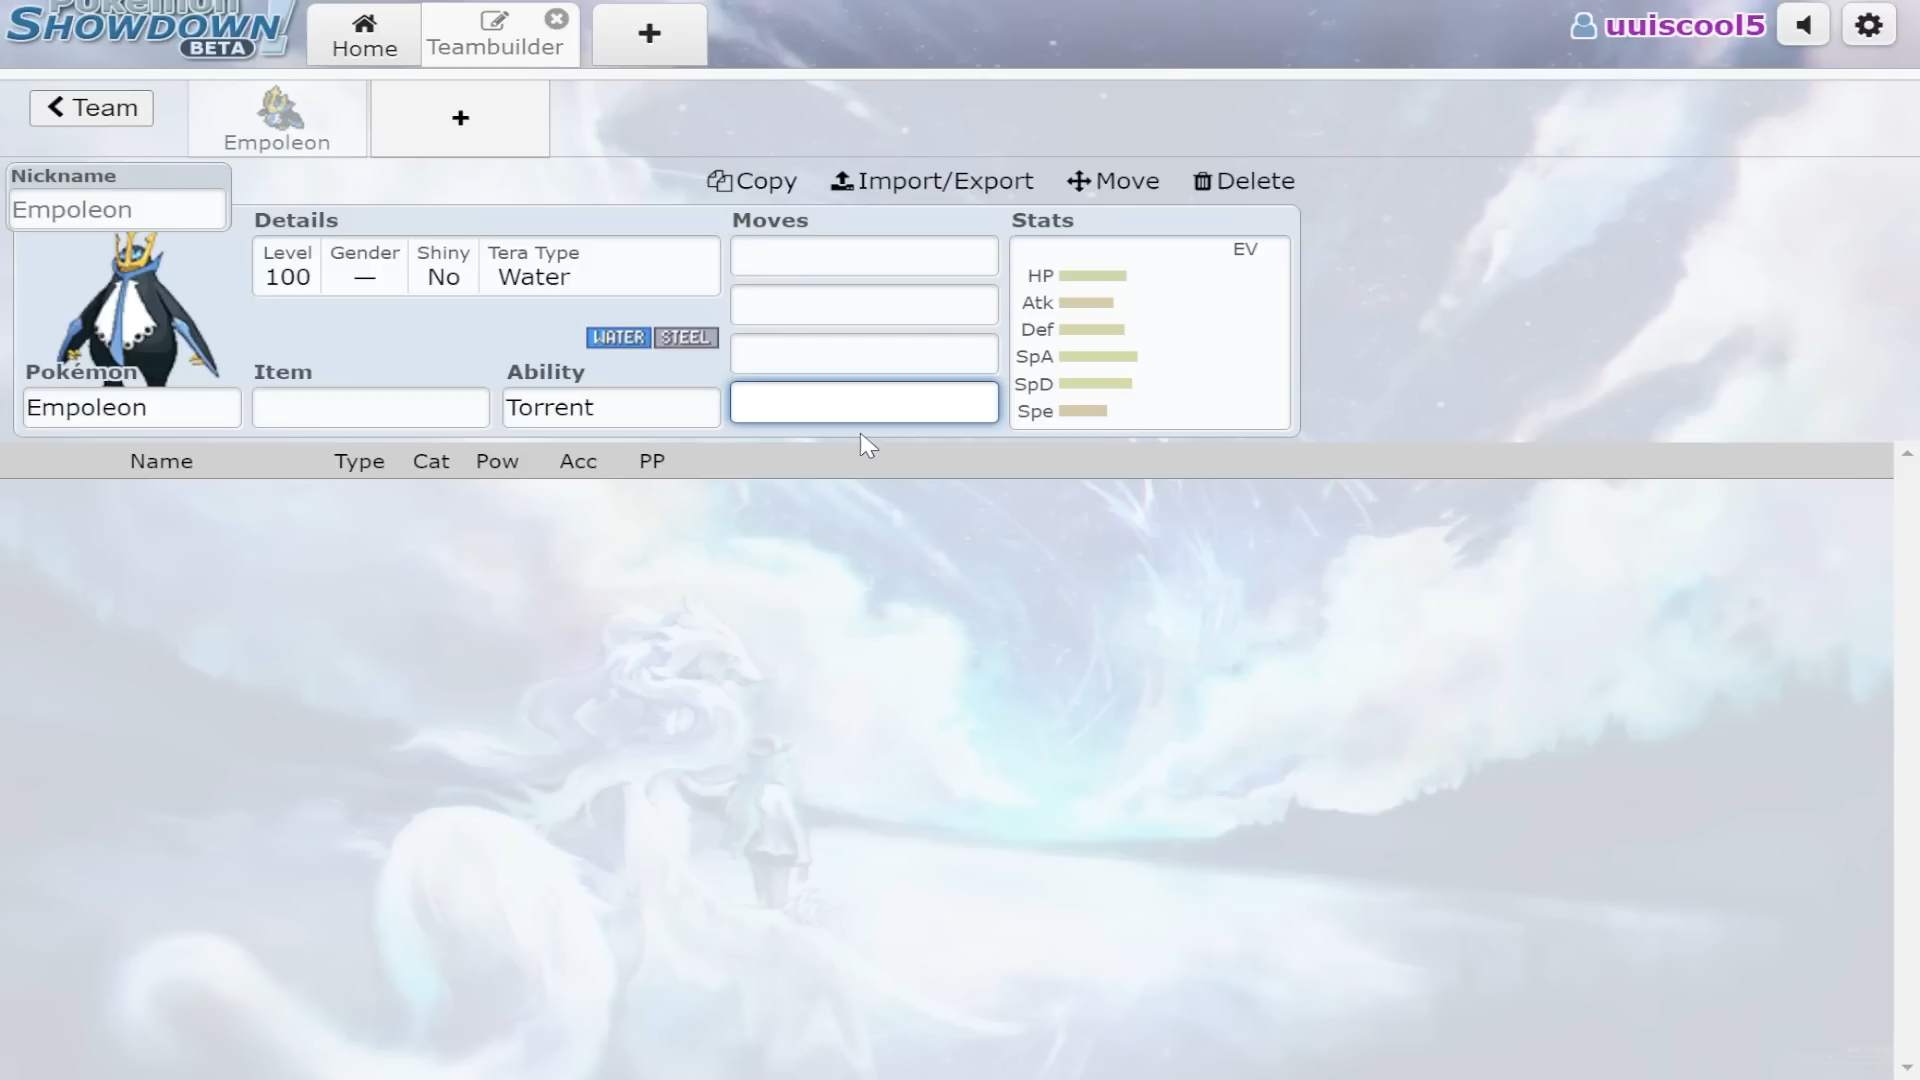 Pokémon
SHOWDOWN!
BETA
Home
Teambuilder
+
uuiscool5
Team
Empoleon
+
Nickname
Empoleon
Copy
Import/Export
Move
Delete
Details
Moves
Stats
Level
100
Gender
—
Shiny
No
Tera Type
Water
EV
HP
Atk
Def
SpA
SpD
Spe
WATER
STEEL
Pokémon
Item
Ability
Empoleon
Torrent
Name Type Cat Pow Acc PP